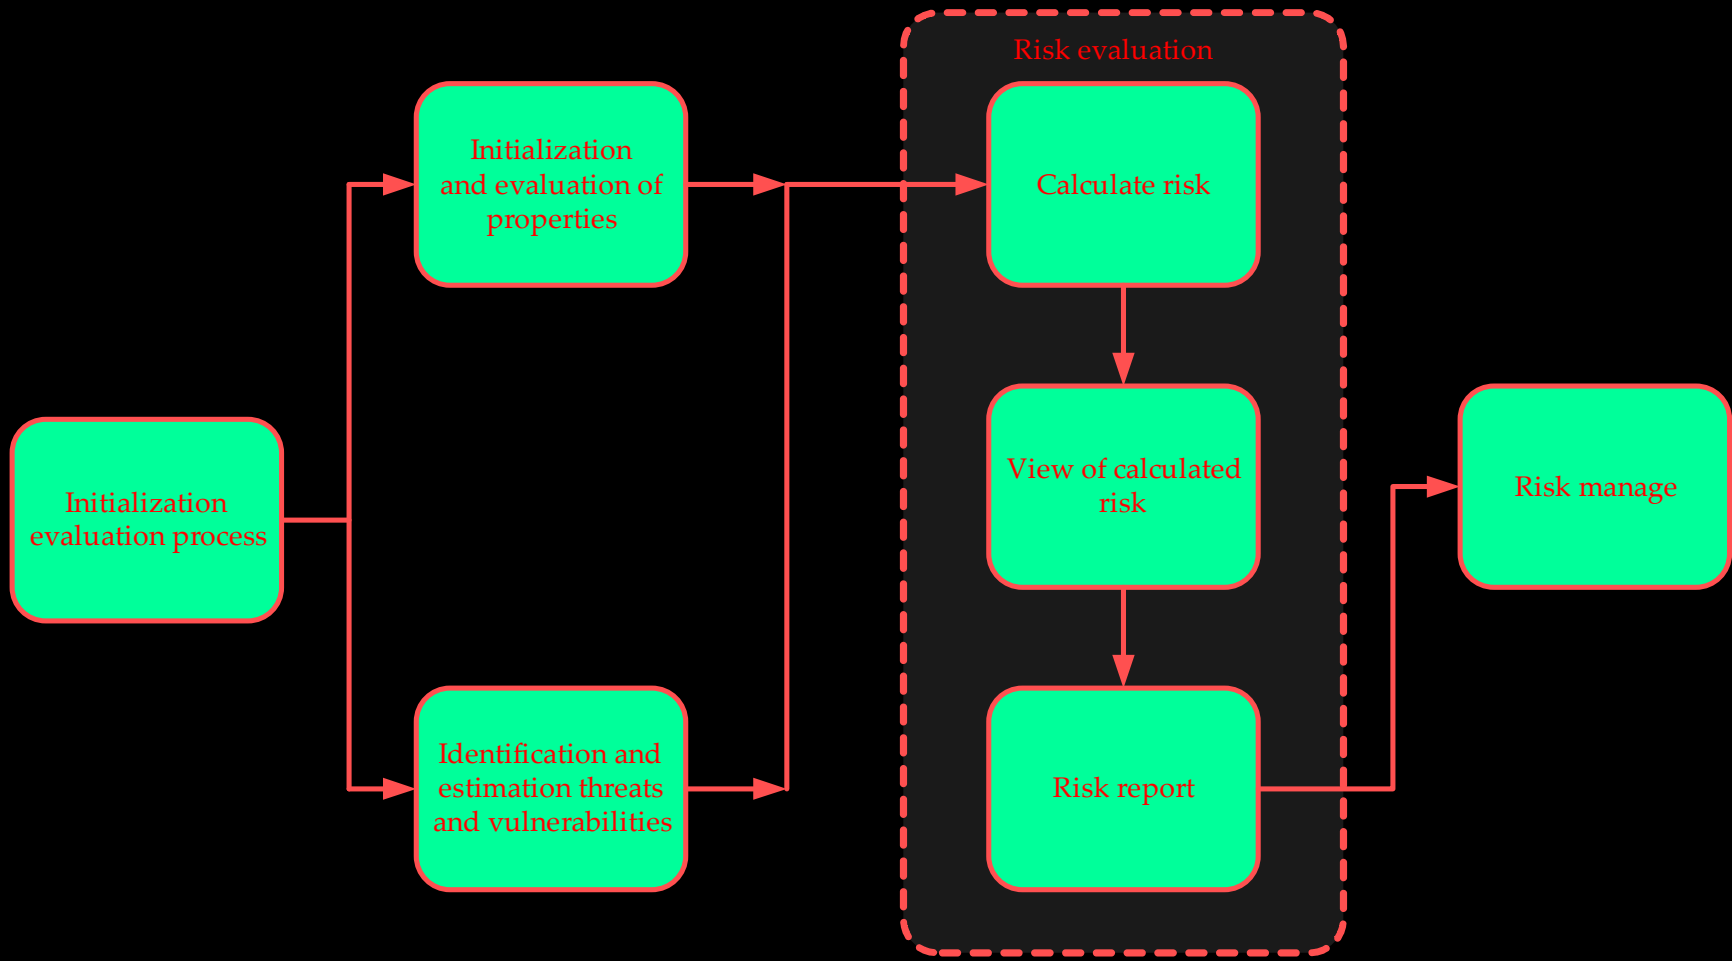 Risk evaluation
Initialization
and evaluation of
properties
Calculate risk
View of calculated
risk
Risk manage
Initialization
evaluation process
Identification and
estimation threats
and vulnerabilities
Risk report